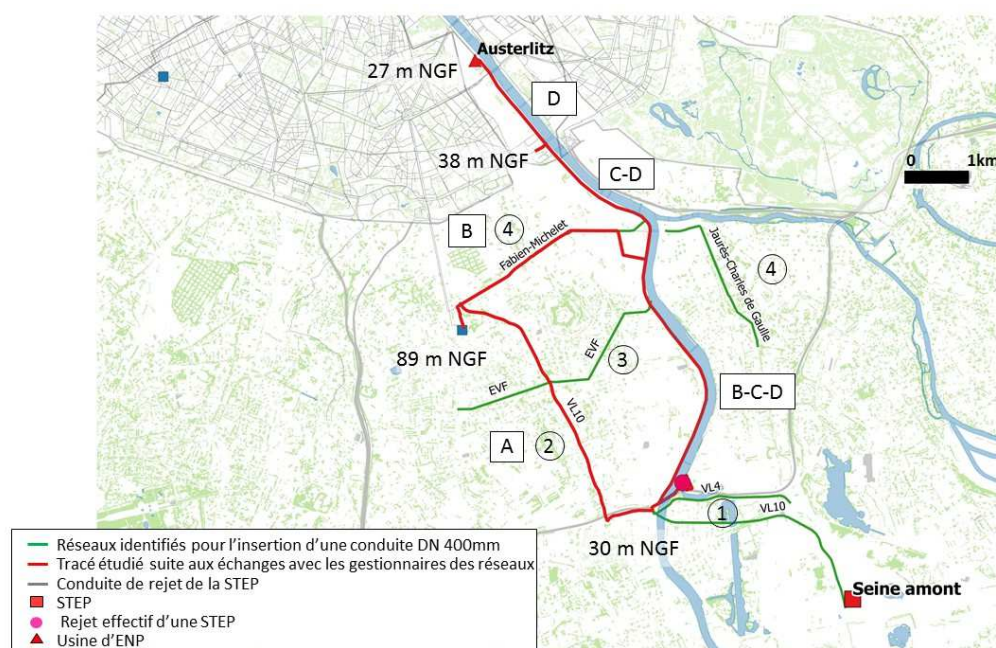 Austerlitz
27 m NGF
D
38 m NGF
C-D
0 1km
B 4
Fabien-Michelet
Jaurès-Charles de Gaulle
4
89 m NGF
EVF
3
EVF
B-C-D
VL10
A 2
VL4
1
VL10
30 m NGF
Seine amont
Réseaux identifiés pour l'insertion d'une conduite DN 400mm
Tracé étudié suite aux échanges avec les gestionnaires des réseaux
Conduite de rejet de la STEP
STEP
Rejet effectif d'une STEP
Usine d'ENP